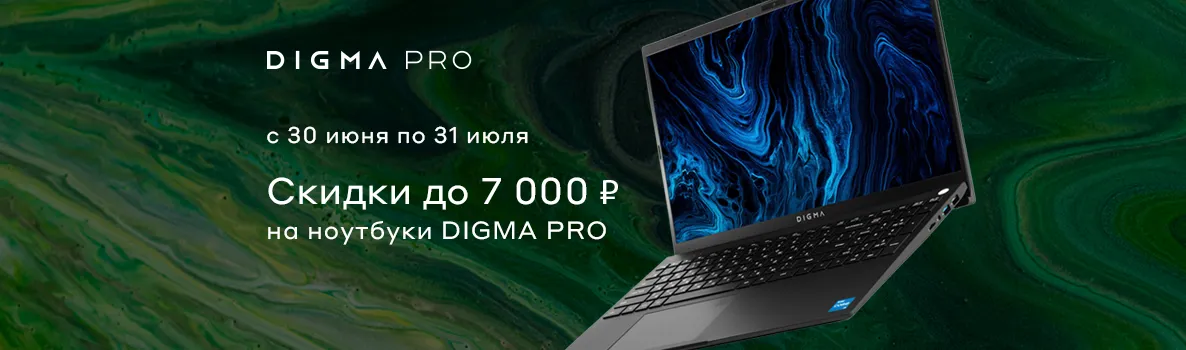 DIGMA PRO
с 30 июня по 31 июля
Скидки до 7 000 ₽
на ноутбуки DIGMA PRO
DIGMA